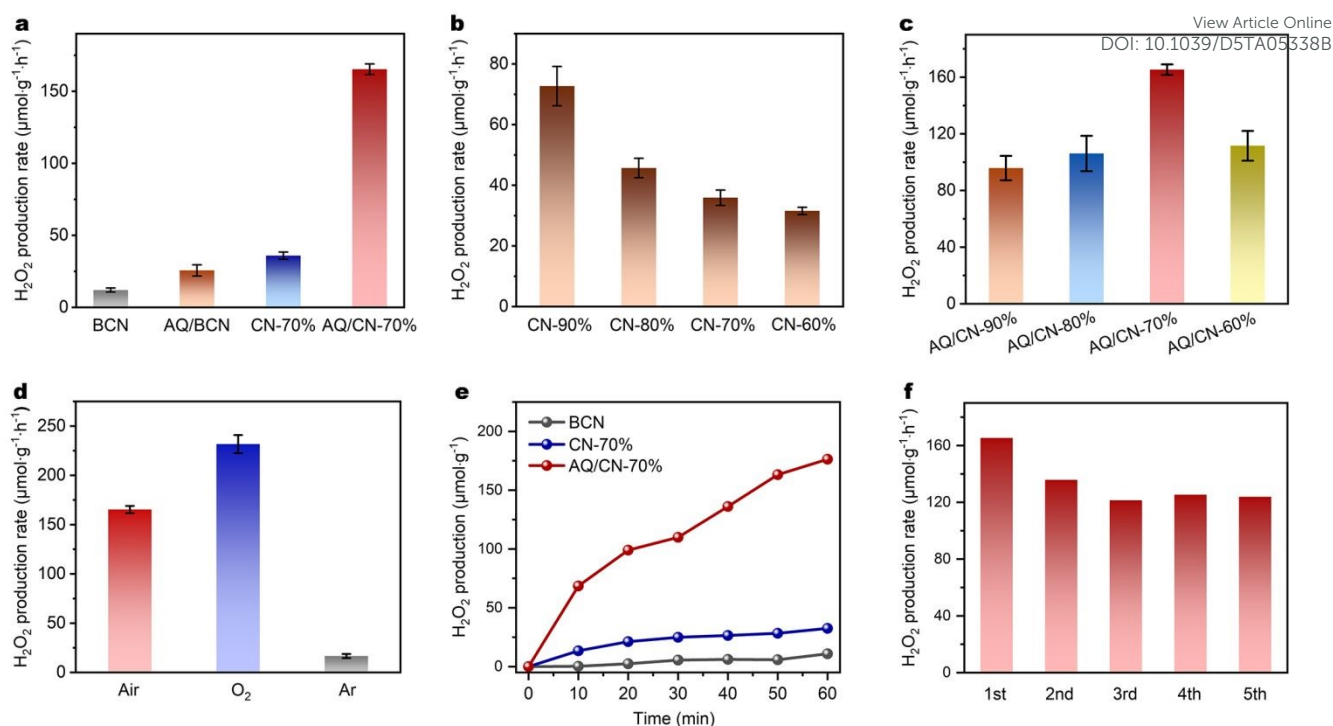 View Article Online
DOI: 10.1039/D5TA05338B
a
H₂O₂ production rate (μmol·g⁻¹·h⁻¹)
150
100
50
0
BCN AQ/BCN CN-70% AQ/CN-70%
b
H₂O₂ production rate (μmol·g⁻¹·h⁻¹)
80
60
40
20
0
CN-90% CN-80% CN-70% CN-60%
c
H₂O₂ production rate (μmol·g⁻¹·h⁻¹)
160
120
80
40
0
AQ/CN-90% AQ/CN-80% AQ/CN-70% AQ/CN-60%
d
H₂O₂ production rate (μmol·g⁻¹·h⁻¹)
250
200
150
100
50
0
Air O₂ Ar
e
H₂O₂ production (μmol·g⁻¹)
200
150
100
50
0
BCN
CN-70%
AQ/CN-70%
0 10 20 30 40 50 60
Time (min)
f
H₂O₂ production rate (μmol·g⁻¹·h⁻¹)
160
120
80
40
0
1st 2nd 3rd 4th 5th